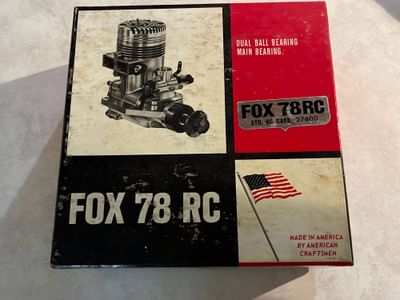 DUAL BALL BEARING
MAIN BEARING.
FOX 78 RC
STD. RC CARB 27800
FOX 78 RC
MADE IN AMERICA
BY AMERICAN
CRAFTSMEN